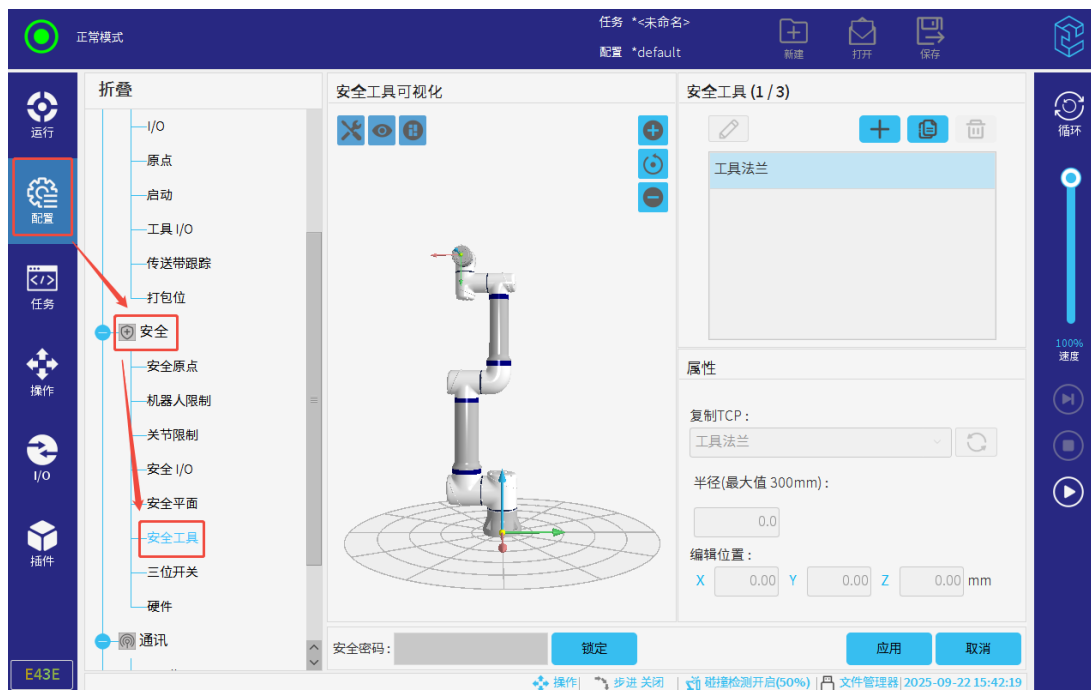 正常模式
任务 *<未命名>
配置 *default
新建
打开
保存
运行
配置
任务
操作
I/O
插件
E43E
折叠
I/O
原点
启动
工具 I/O
传送带跟踪
打包位
安全
安全原点
机器人限制
关节限制
安全 I/O
安全平面
安全工具
三位开关
硬件
通讯
安全工具可视化
安全工具 (1 / 3)
工具法兰
属性
复制TCP :
工具法兰
半径(最大值 300mm) :
0.0
编辑位置 :
X 0.00 Y 0.00 Z 0.00 mm
安全密码 :
锁定
应用
取消
循环
100%
速度
操作 | 步进 关闭 | 碰撞检测开启(50%) | 文件管理器 | 2025-09-22 15:42:19